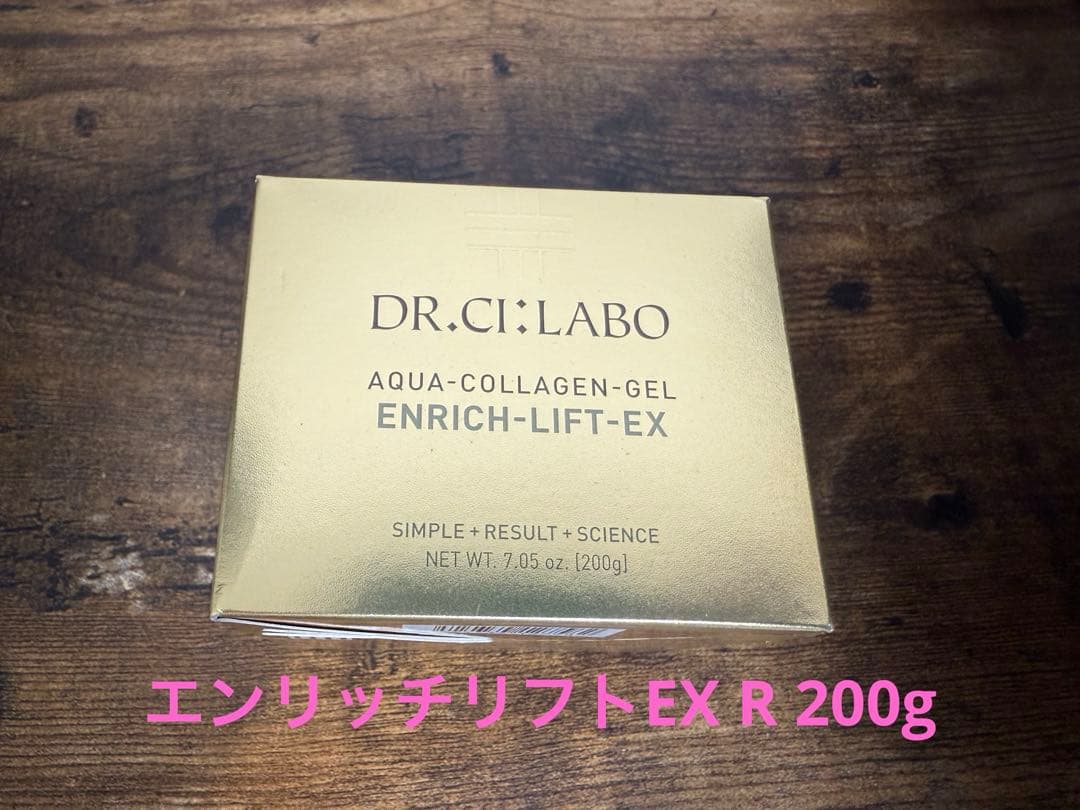 DR.CI:LABO
AQUA-COLLAGEN-GEL
ENRICH-LIFT-EX
SIMPLE+RESULT+SCIENCE
NET WT. 7.05 oz. [200g]
エンリッチリフトEX R 200g